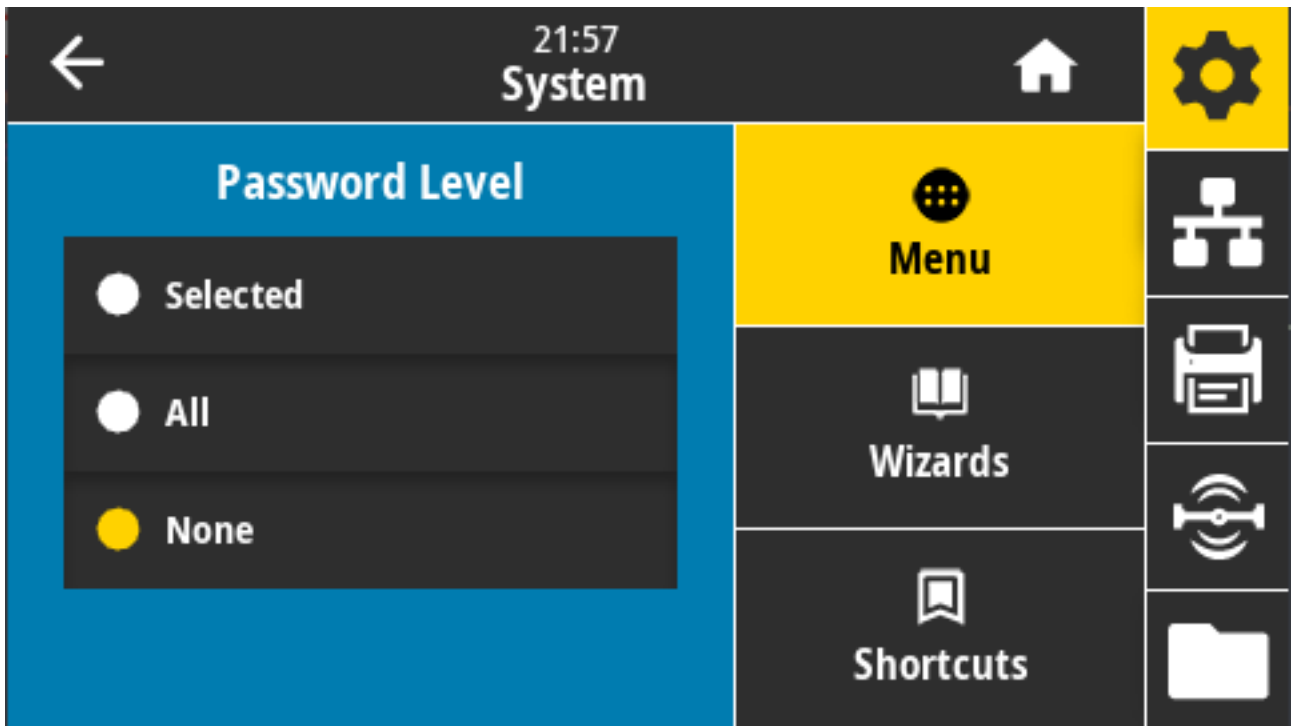 21:57
System
Password Level
Selected
All
None
Menu
Wizards
Shortcuts